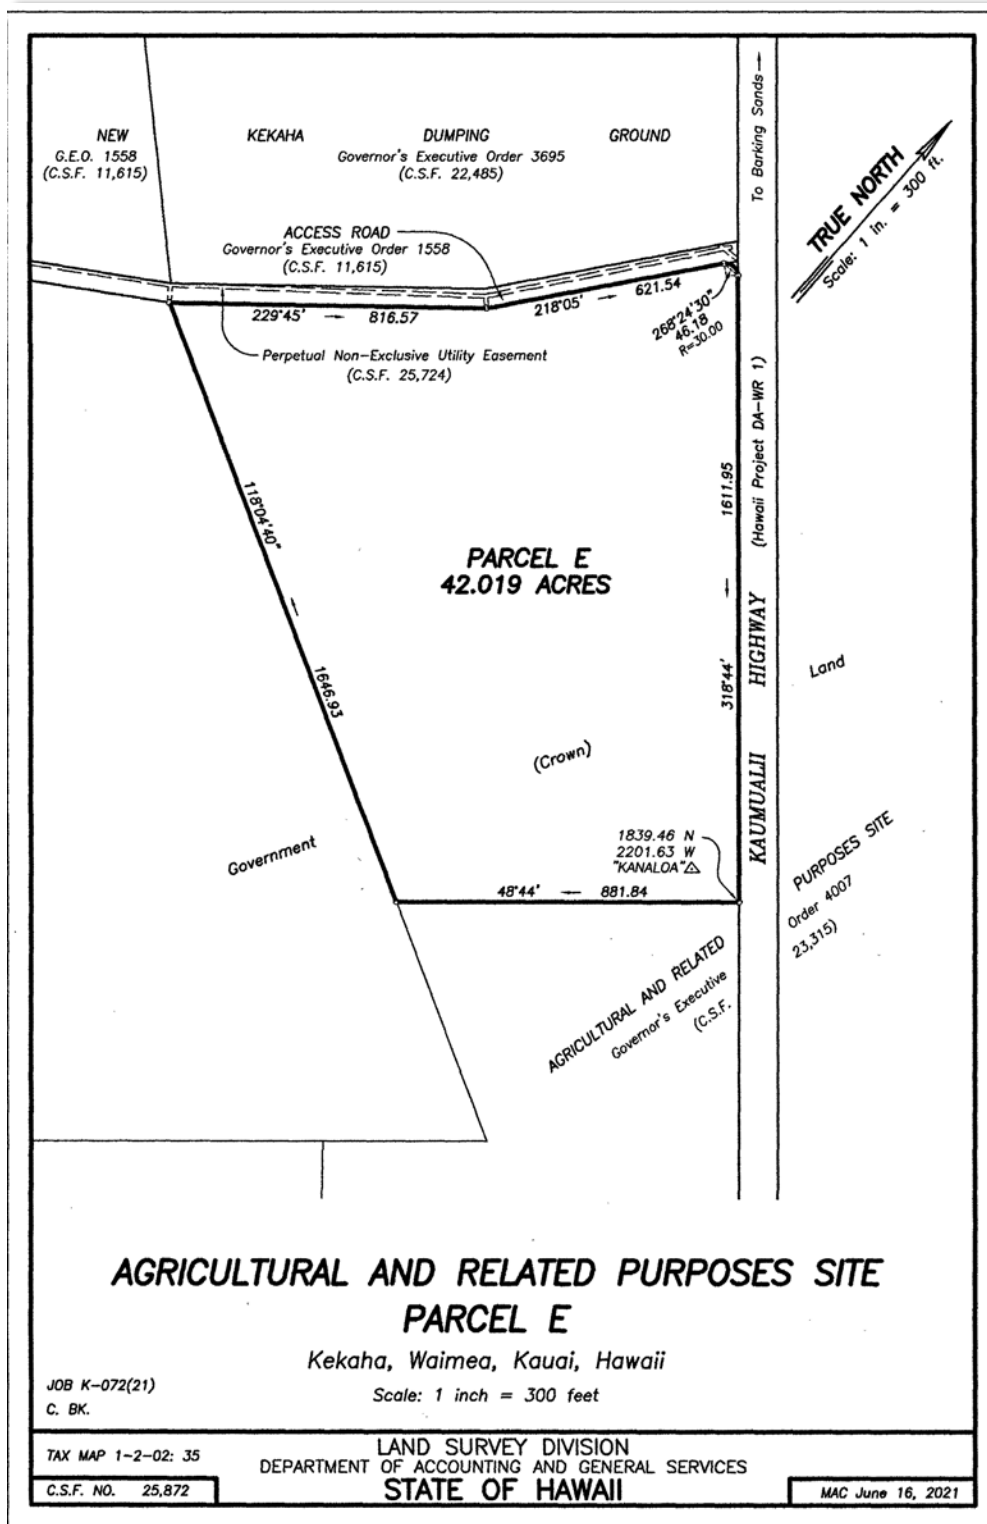 NEW
G.E.O. 1558
(C.S.F. 11,615)
KEKAHA
DUMPING
GROUND
Governor's Executive Order 3695
(C.S.F. 22,485)
To Barking Sands
TRUE NORTH
Scale: 1 in. = 300 ft.
ACCESS ROAD
Governor's Executive Order 1558
(C.S.F. 11,615)
229°45' 816.57
218°05' 621.54
268°24'30"
46.18
R=30.00
Perpetual Non-Exclusive Utility Easement
(C.S.F. 25,724)
118°04'40"
1646.93
PARCEL E
42.019 ACRES
1611.95
318°44'
(Hawaii Project DA-WR 1)
KAUMUALII HIGHWAY
Land
(Crown)
Government
1839.46 N
2201.63 W
"KANALOA"
48°44' 881.84
AGRICULTURAL AND RELATED PURPOSES SITE
Governor's Executive Order 4007
(C.S.F. 23,315)
AGRICULTURAL AND RELATED PURPOSES SITE
PARCEL E
Kekaha, Waimea, Kauai, Hawaii
Scale: 1 inch = 300 feet
JOB K-072(21)
C. BK.
TAX MAP 1-2-02: 35
C.S.F. NO. 25,872
LAND SURVEY DIVISION
DEPARTMENT OF ACCOUNTING AND GENERAL SERVICES
STATE OF HAWAII
MAC June 16, 2021